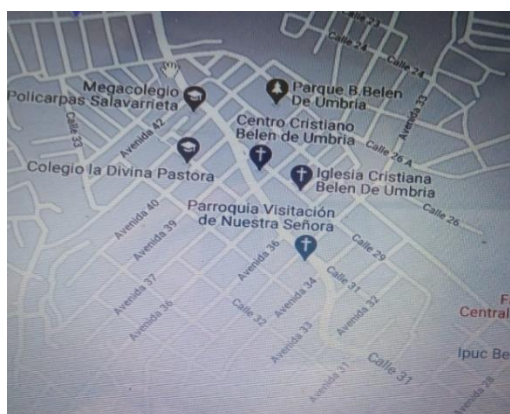 Calle 23
Calle 24
Calle 24
Megacolegio
Policarpas Salavarrieta
Parque B.Belen
De Umbria
Avenida 33
Calle 33
Avenida 42
Centro Cristiano
Belen de Umbria
Calle 26 A
Colegio la Divina Pastora
Iglesia Cristiana
Belen De Umbria
Parroquia Visitación
de Nuestra Señora
Calle 26
Avenida 40
Avenida 39
Avenida 36
Calle 29
Avenida 37
Avenida 36
Calle 31
Avenida 34
Calle 32
Avenida 32
Avenida 33
F
Central
Ipuc Be
Calle 31
Avenida 31
Avenida 28